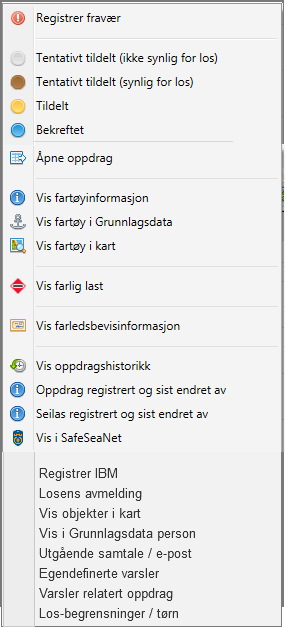 Registrer fravær
Tentativt tildelt (ikke synlig for los)
Tentativt tildelt (synlig for los)
Tildelt
Bekreftet
Åpne oppdrag
Vis fartøyinformasjon
Vis fartøy i Grunnlagsdata
Vis fartøy i kart
Vis farlig last
Vis farledsbevisinformasjon
Vis oppdragshistorikk
Oppdrag registrert og sist endret av
Seilas registrert og sist endret av
Vis i SafeSeaNet
Registrer IBM
Losens avmelding
Vis objekter i kart
Vis i Grunnlagsdata person
Utgående samtale / e-post
Egendefinerte varsler
Varsler relatert oppdrag
Los-begrensninger / tørn